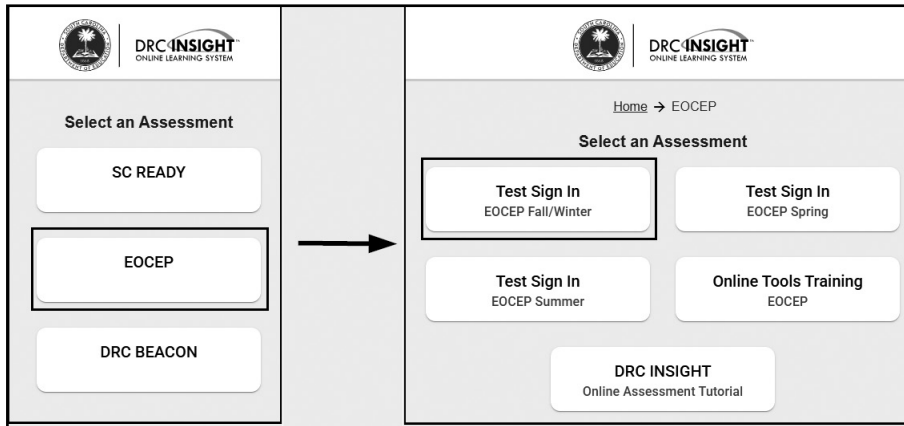 DRC INSIGHT
ONLINE LEARNING SYSTEM
Select an Assessment
SC READY
EOCEP
DRC BEACON
DRC INSIGHT
ONLINE LEARNING SYSTEM
Home → EOCEP
Select an Assessment
Test Sign In
EOCEP Fall/Winter
Test Sign In
EOCEP Spring
Test Sign In
EOCEP Summer
Online Tools Training
EOCEP
DRC INSIGHT
Online Assessment Tutorial